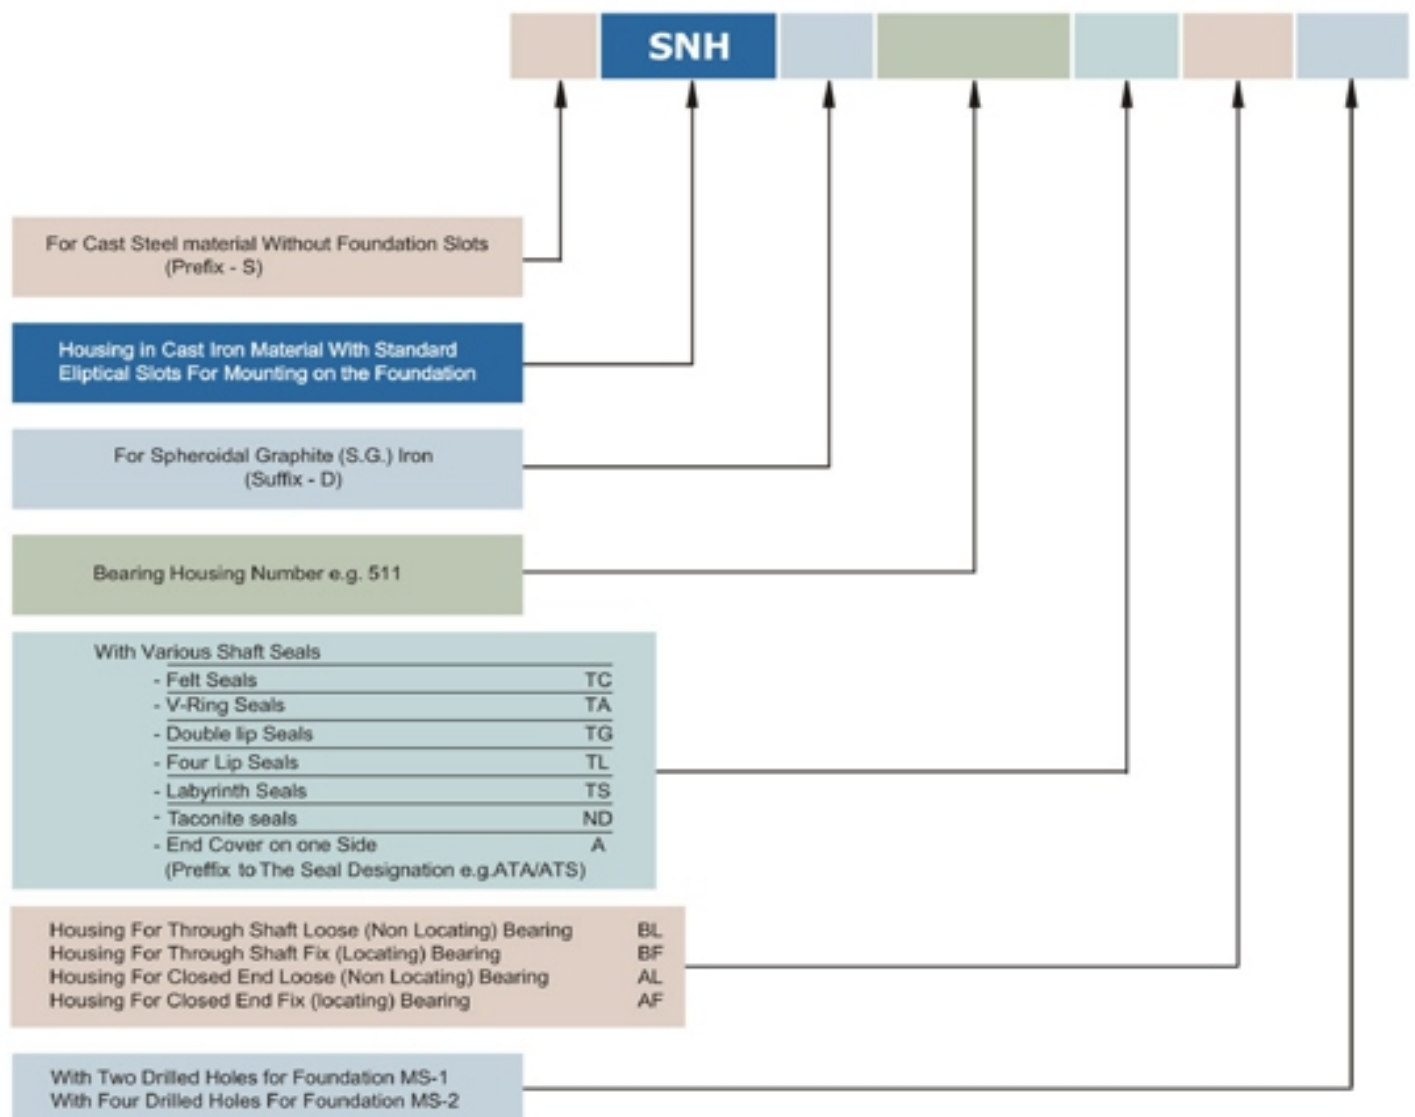 SNH
For Cast Steel material Without Foundation Slots
(Prefix - S)
Housing in Cast Iron Material With Standard
Eliptical Slots For Mounting on the Foundation
For Spheroidal Graphite (S.G.) Iron
(Suffix - D)
Bearing Housing Number e.g. 511
With Various Shaft Seals
- Felt Seals TC
- V-Ring Seals TA
- Double lip Seals TG
- Four Lip Seals TL
- Labyrinth Seals TS
- Taconite seals ND
- End Cover on one Side A
(Preffix to The Seal Designation e.g.ATA/ATS)
Housing For Through Shaft Loose (Non Locating) Bearing BL
Housing For Through Shaft Fix (Locating) Bearing BF
Housing For Closed End Loose (Non Locating) Bearing AL
Housing For Closed End Fix (locating) Bearing AF
With Two Drilled Holes for Foundation MS-1
With Four Drilled Holes For Foundation MS-2